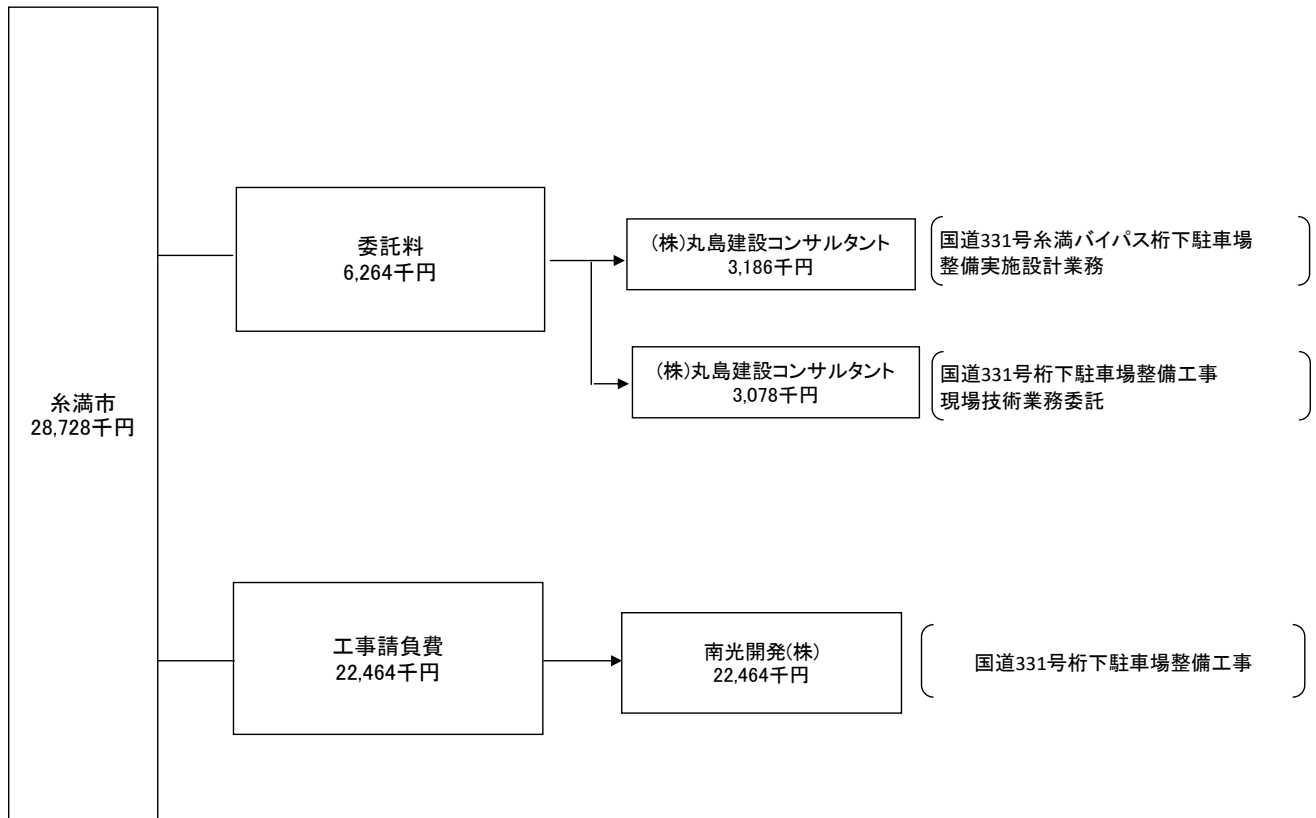 糸満市
28,728千円
委託料
6,264千円
(株)丸島建設コンサルタント
3,186千円
国道331号糸満バイパス桁下駐車場
整備実施設計業務
(株)丸島建設コンサルタント
3,078千円
国道331号桁下駐車場整備工事
現場技術業務委託
工事請負費
22,464千円
南光開発(株)
22,464千円
国道331号桁下駐車場整備工事